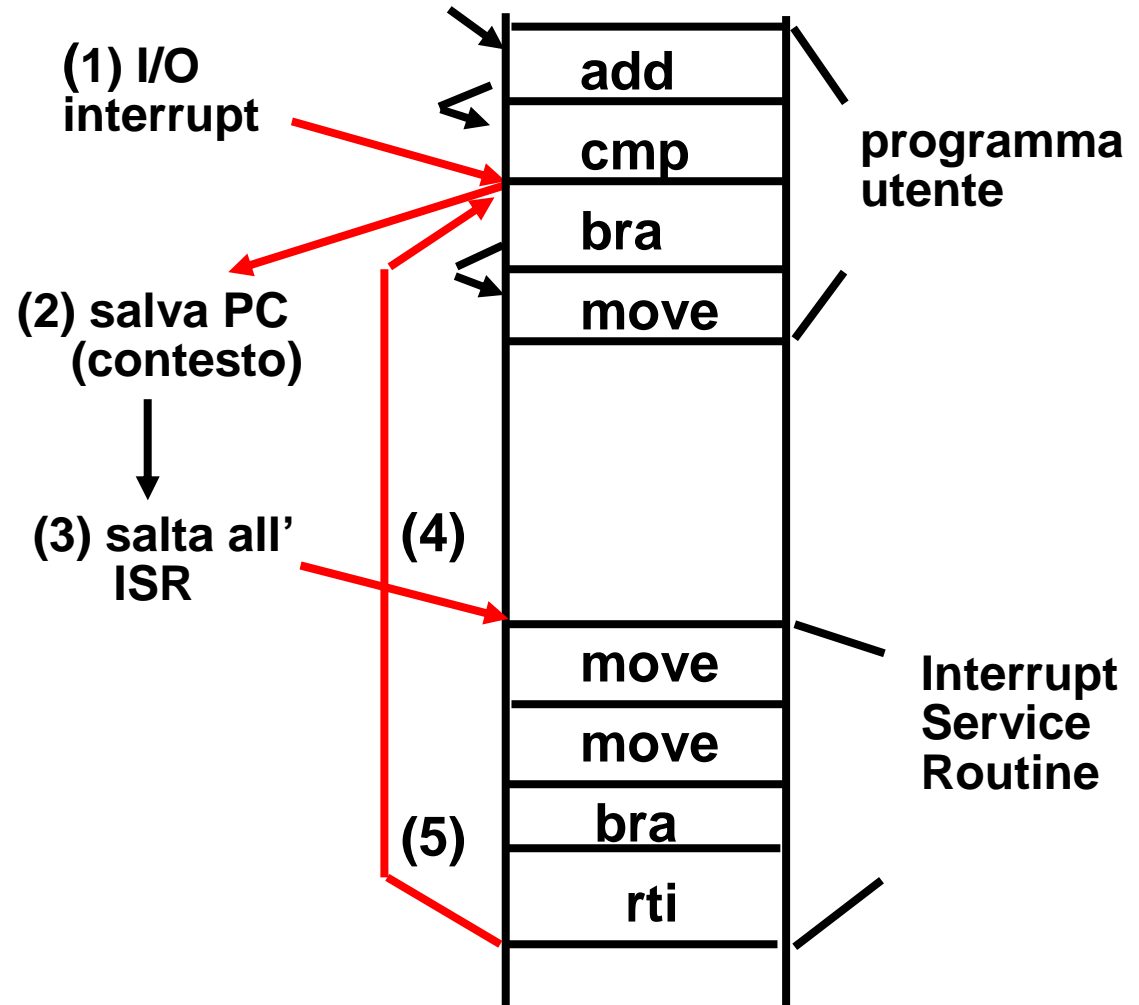 (1) I/O
interrupt
add
cmp
bra
move
programma
utente
(2) salva PC
(contesto)
(3) salta all’
ISR
(4)
move
move
bra
rti
(5)
Interrupt
Service
Routine